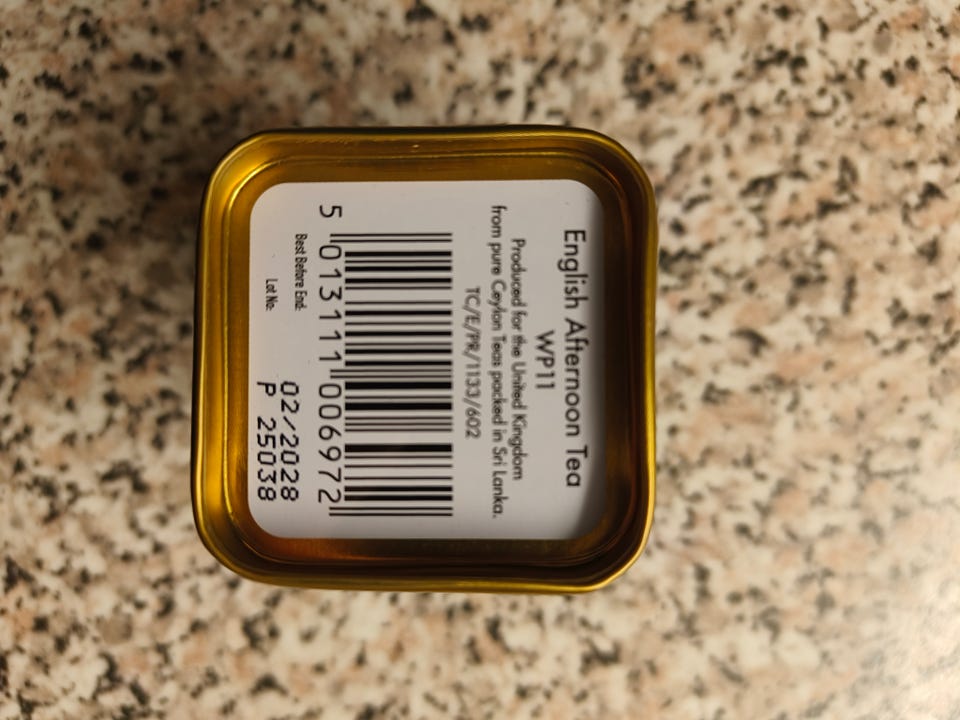 English Afternoon Tea
WP11
Produced for the United Kingdom
from pure Ceylon Teas packed in Sri Lanka.
TC/E/PR/1133/602
5 013111 006972
Best Before End: 02/2028
Lot No: P 25038